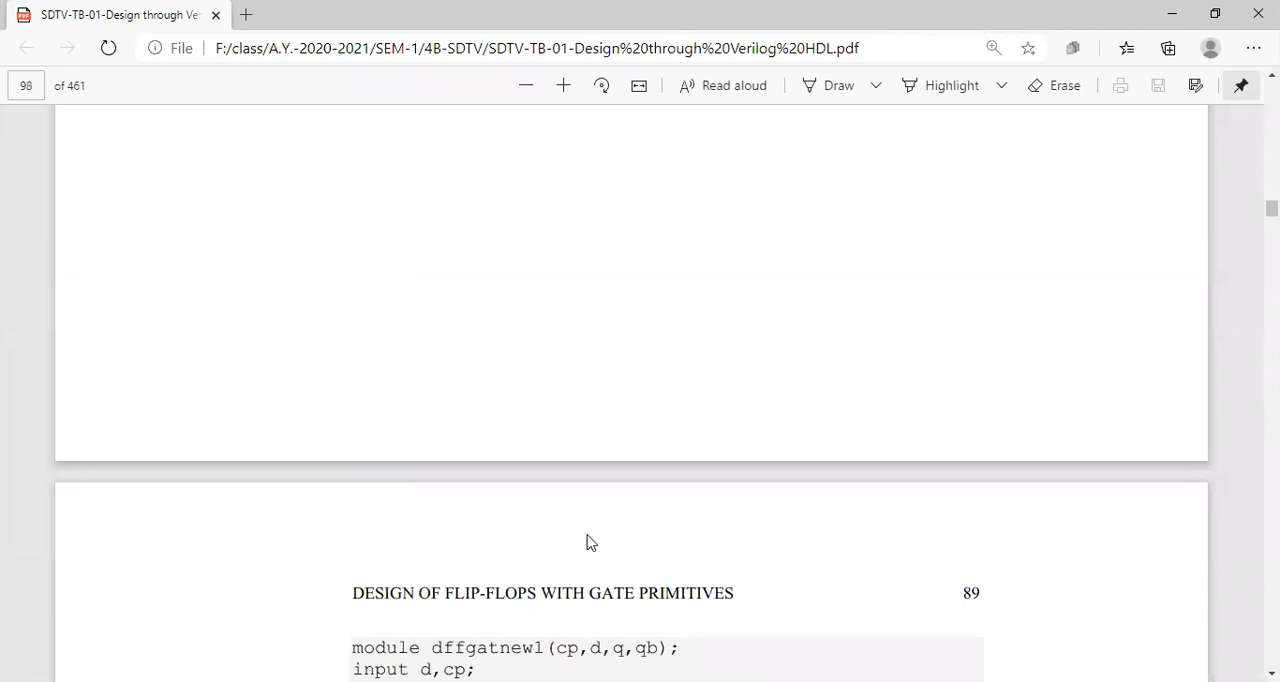 SDTV-TB-01-Design through Ve
File
F:/class/A.Y.-2020-2021/SEM-1/4B-SDTV/SDTV-TB-01-Design%20through%20Verilog%20HDL.pdf
98 of 461
Read aloud
Draw
Highlight
Erase
DESIGN OF FLIP-FLOPS WITH GATE PRIMITIVES 89
module dffgatnew1(cp,d,q,qb);
input d,cp;